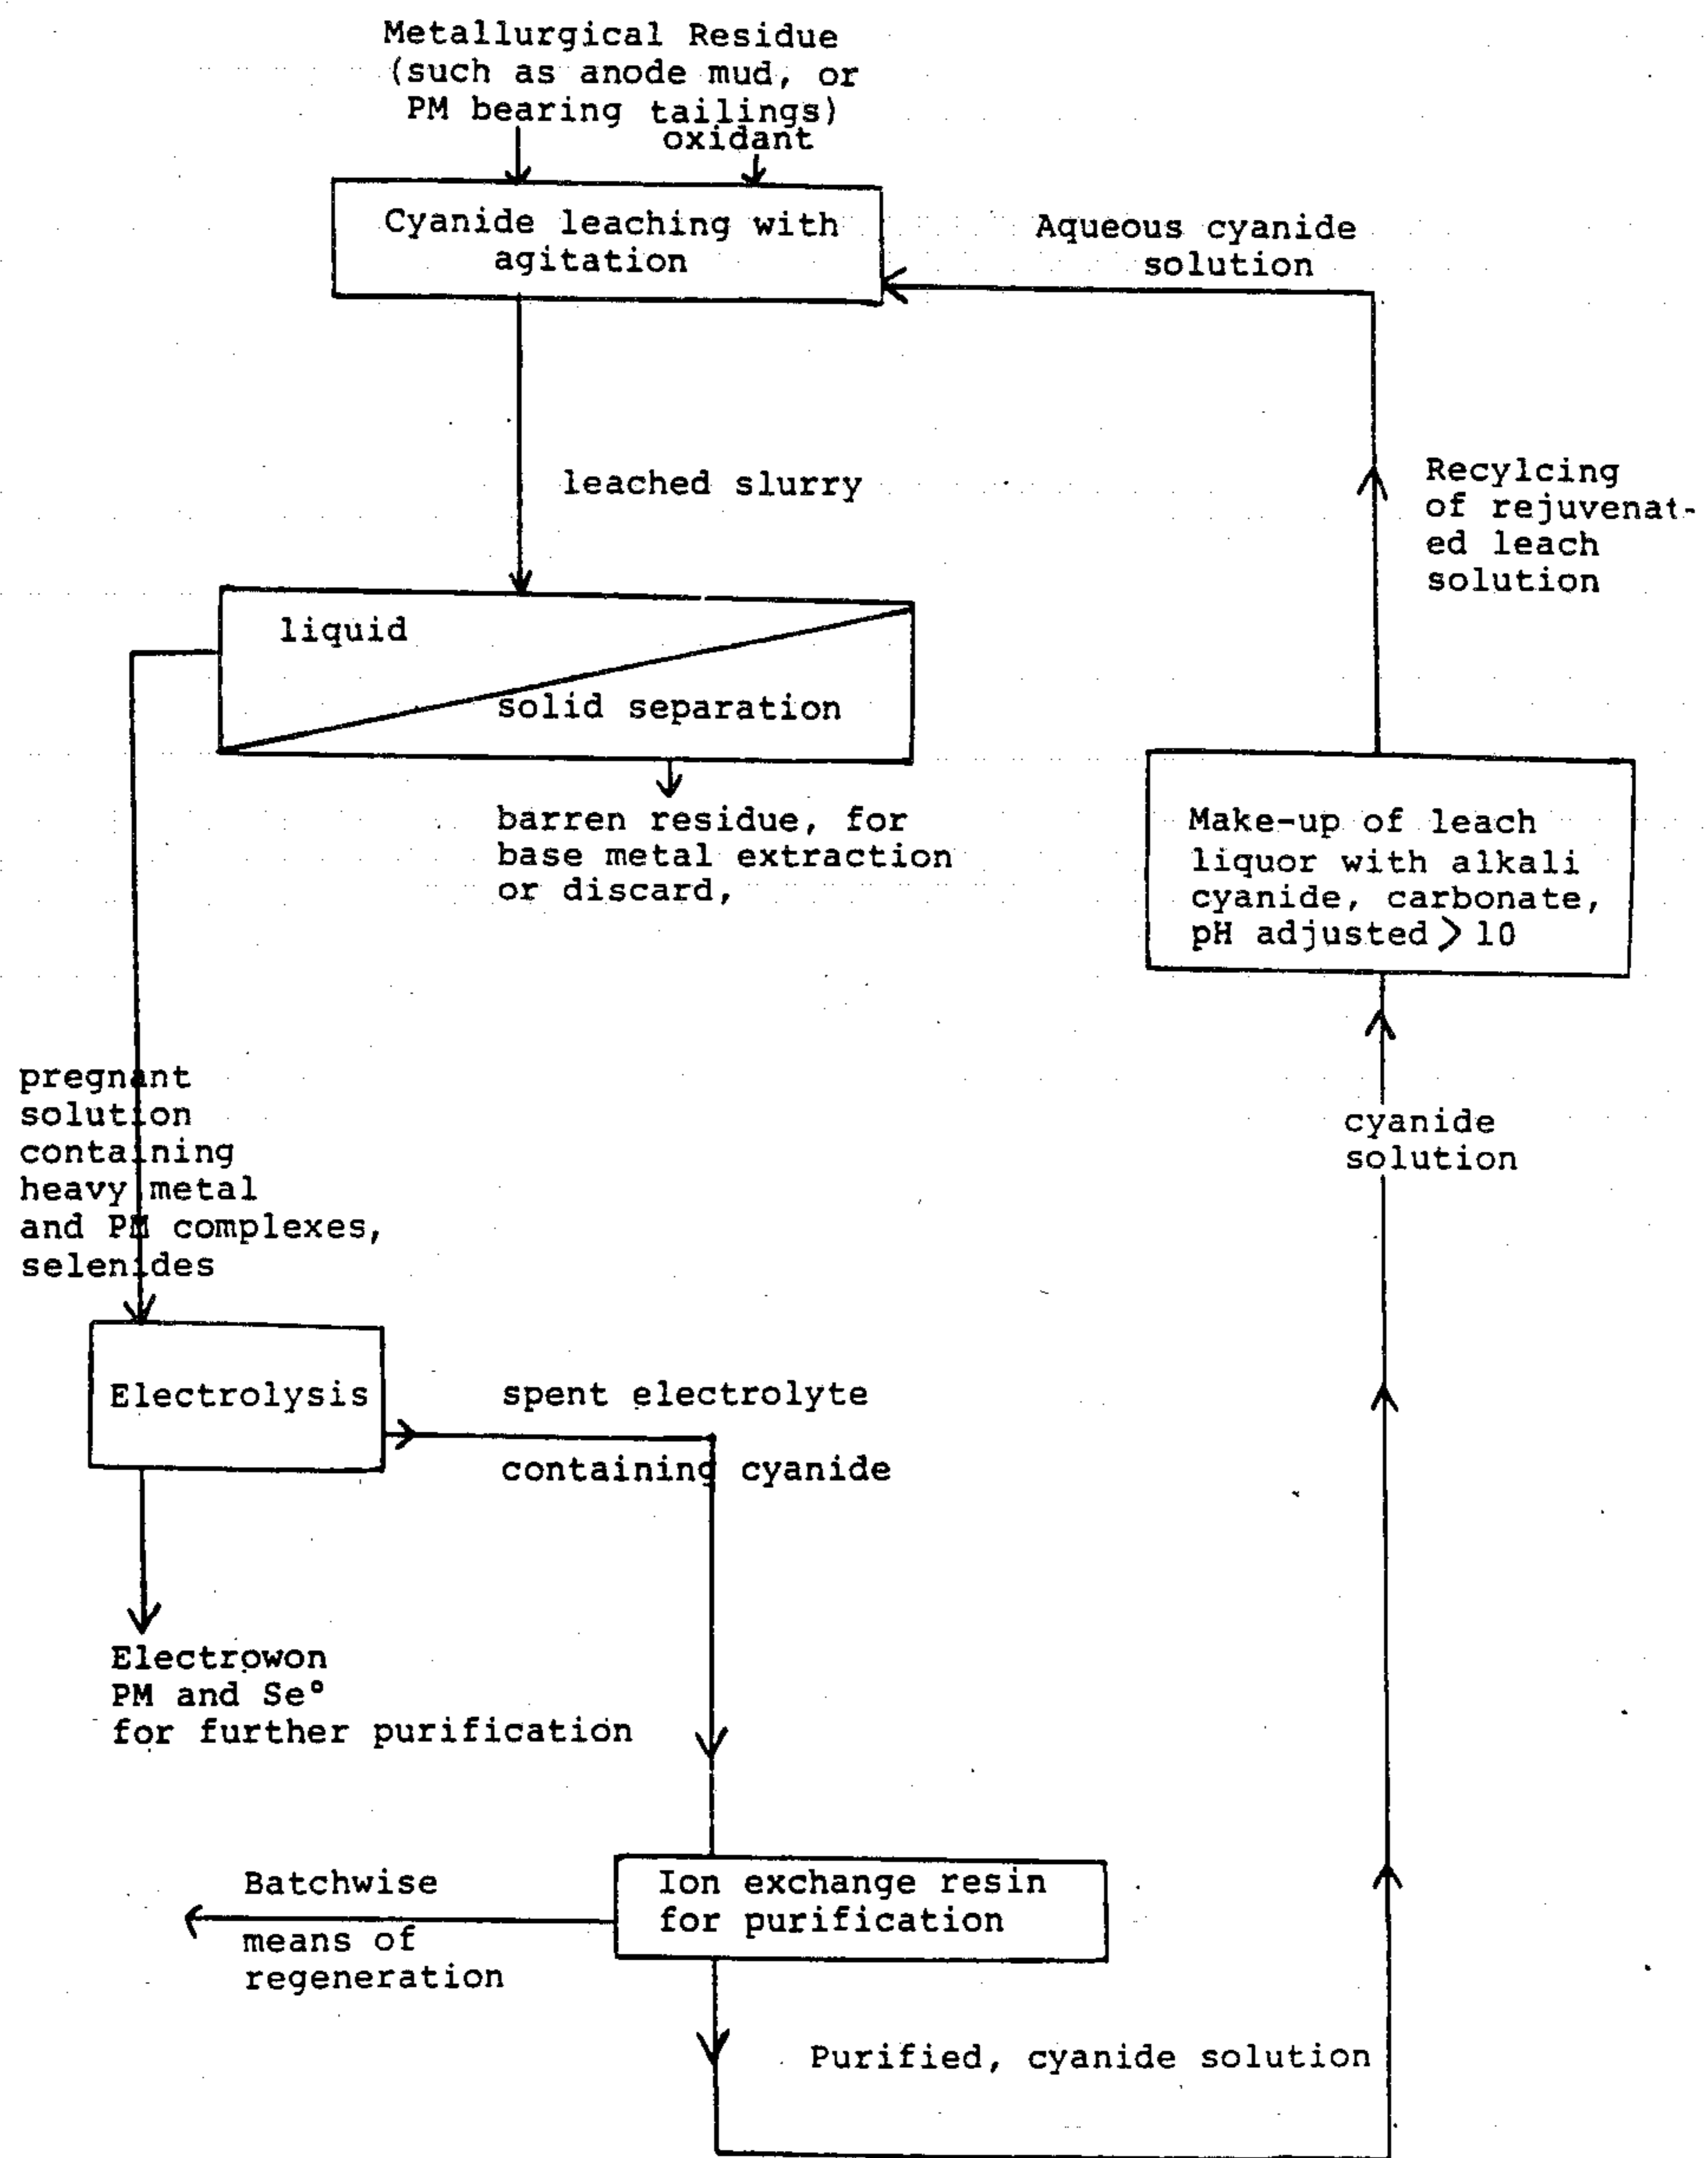 Metallurgical Residue
(such as anode mud, or
PM bearing tailings)
oxidant
Cyanide leaching with
agitation
Aqueous cyanide
solution
leached slurry
Recylcing
of rejuvenat-
ed leach
solution
liquid
solid separation
barren residue, for
base metal extraction
or discard,
Make-up of leach
liquor with alkali
cyanide, carbonate,
pH adjusted > 10
pregnant
solution
containing
heavy metal
and PM complexes,
selenides
cyanide
solution
Electrolysis
spent electrolyte
containing cyanide
Electrowon
PM and Se°
for further purification
Ion exchange resin
for purification
Batchwise
means of
regeneration
Purified, cyanide solution